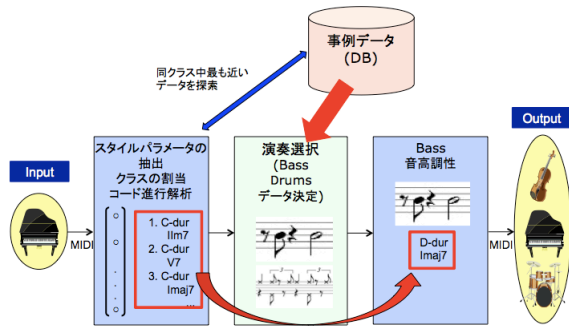 事例データ
(DB)
同クラス中最も近い
データを探素
Input
MIDI
スタイルパラメータの
抽出
クラスの割当
コード進行解析
1. C-dur
IIm7
2. C-dur
V7
3. C-dur
Imaj7
...
演奏選択
(Bass
Drums
データ決定)
3
3
Bass
音高調性
D-dur
Imaj7
MIDI
Output